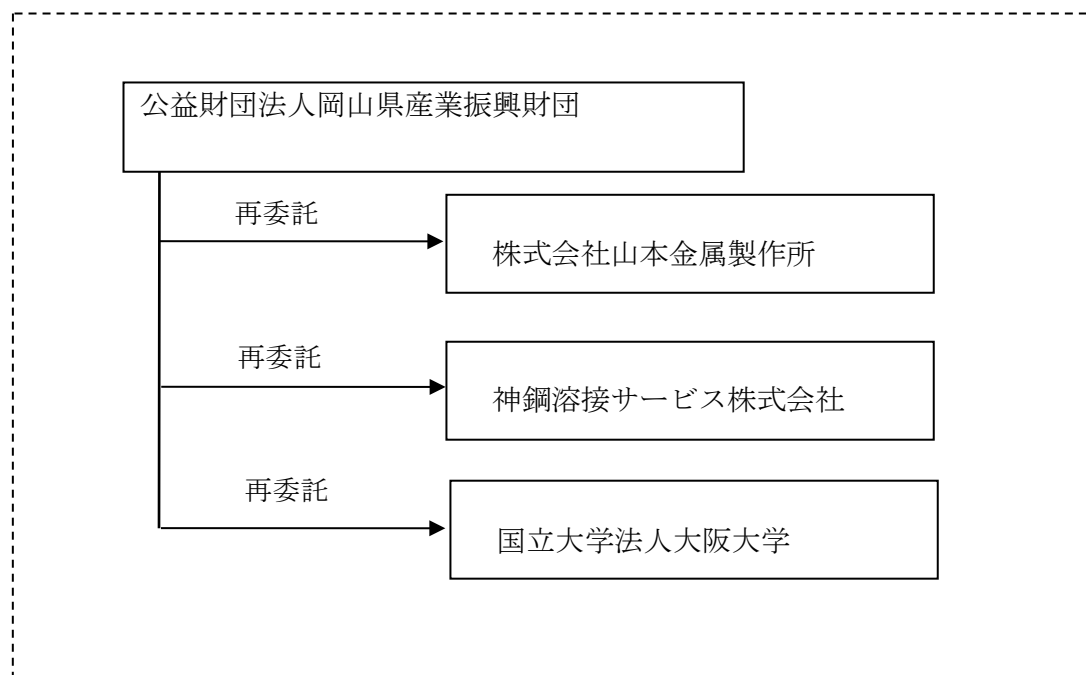 公益財団法人岡山県産業振興財団
再委託
株式会社山本金属製作所
再委託
神鋼溶接サービス株式会社
再委託
国立大学法人大阪大学